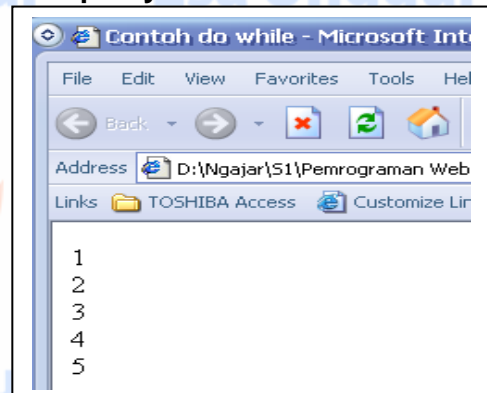 Contoh do while - Microsoft Int
File Edit View Favorites Tools Hel
Back
Address D:\Ngajar\S1\Pemrograman Web
Links TOSHIBA Access Customize Lin
1
2
3
4
5